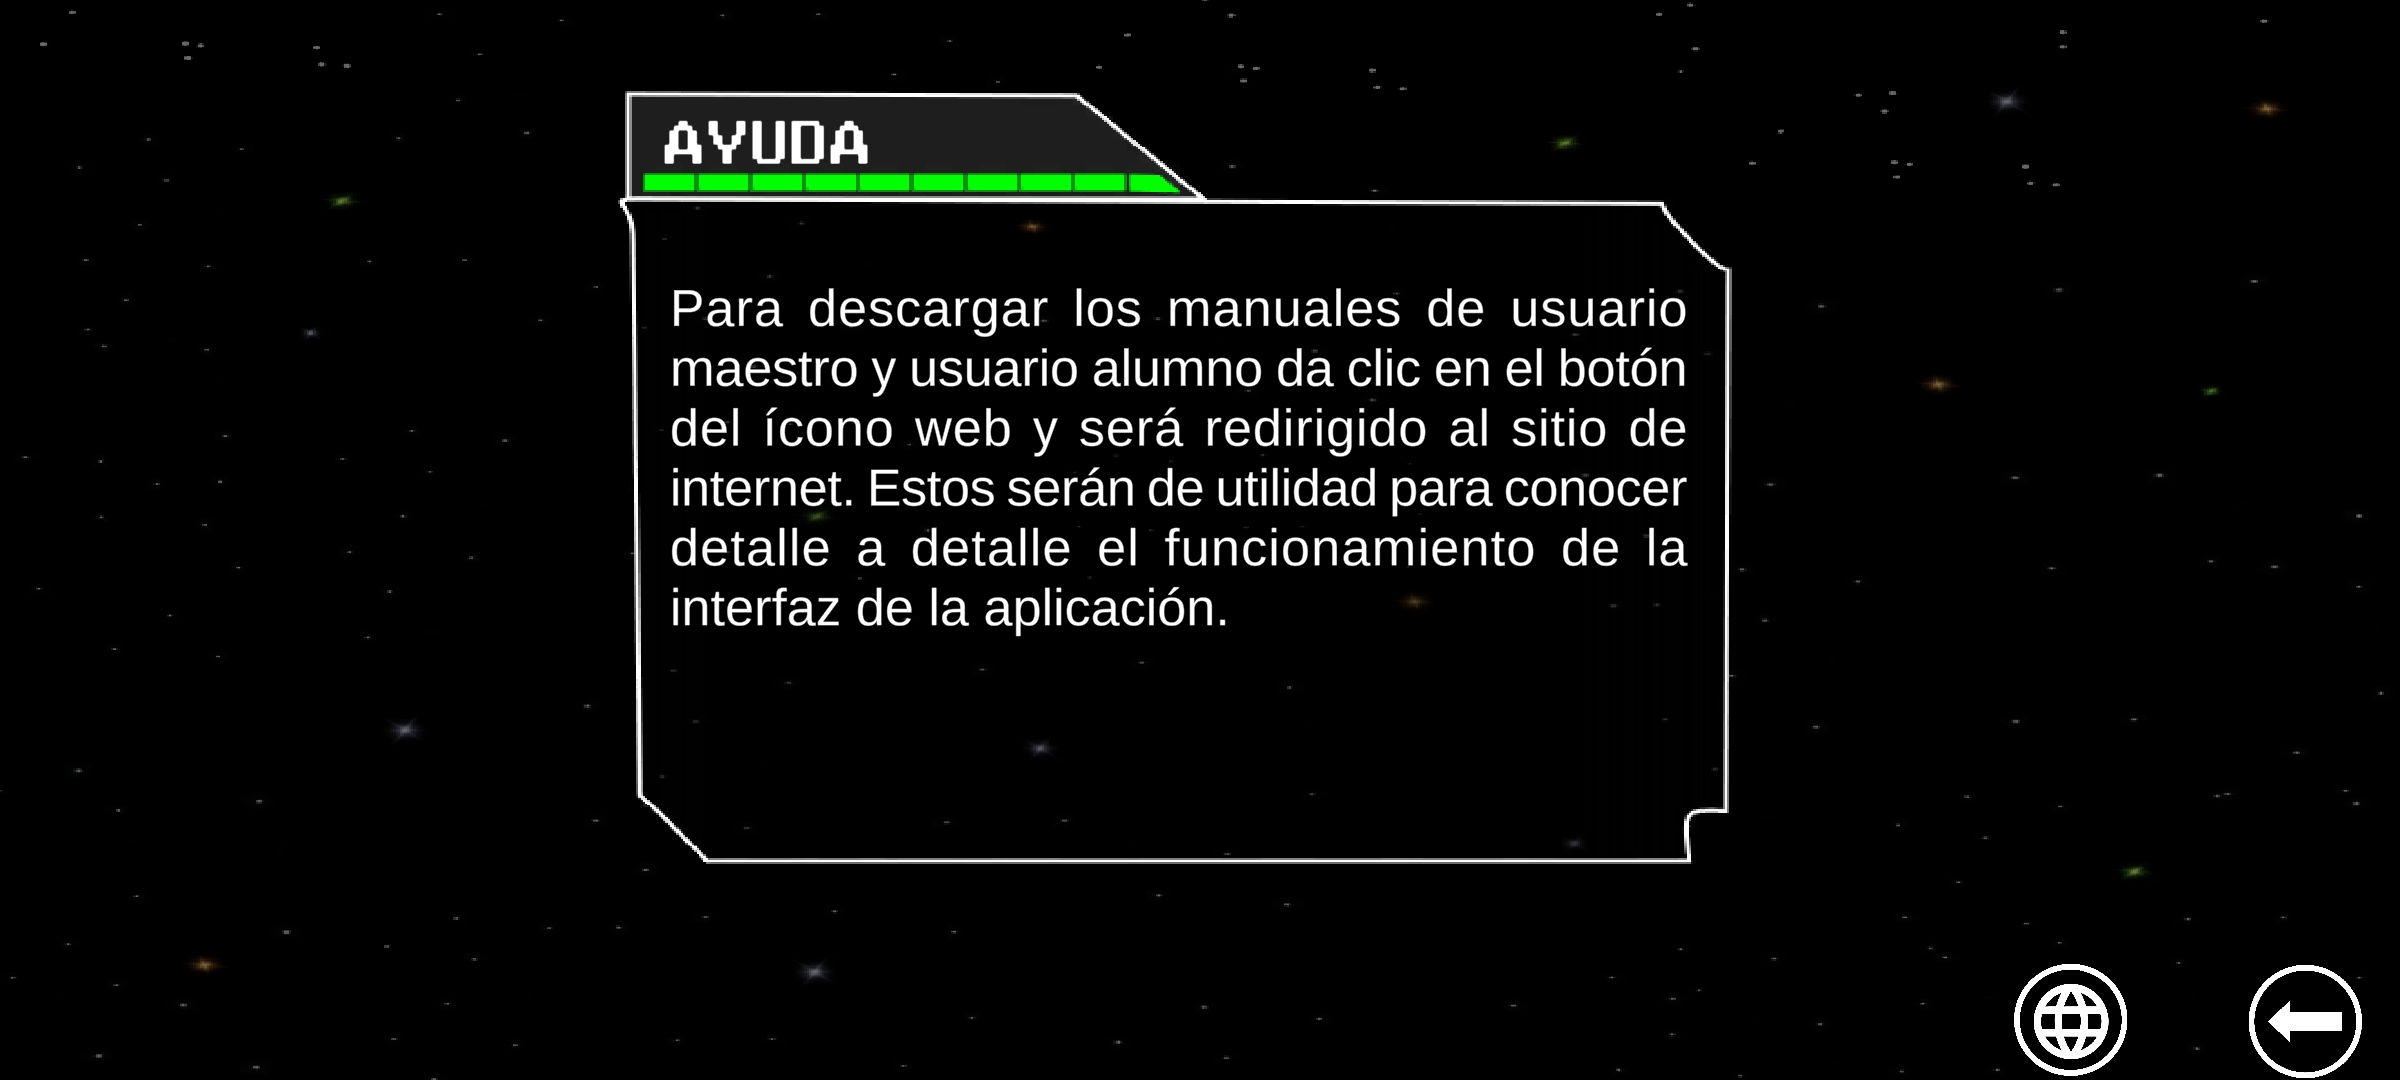 AYUDA
Para descargar los manuales de usuario
maestro y usuario alumno da clic en el botón
del ícono web y será redirigido al sitio de
internet. Estos serán de utilidad para conocer
detalle a detalle el funcionamiento de la
interfaz de la aplicación.